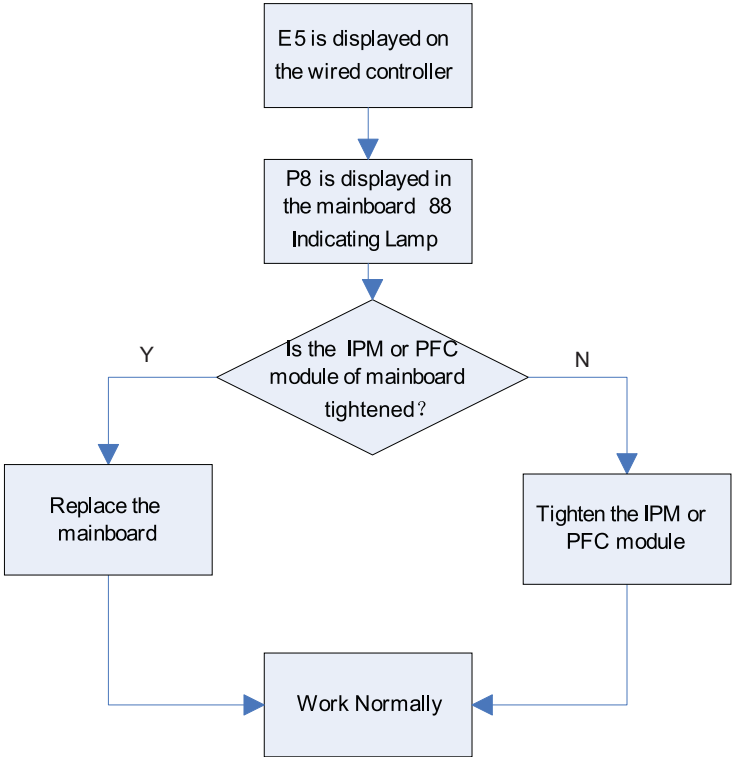 E5 is displayed on
the wired controller
P8 is displayed in
the mainboard 88
Indicating Lamp
Is the IPM or PFC
module of mainboard
tightened？
Y
N
Replace the
mainboard
Tighten the IPM or
PFC module
Work Normally